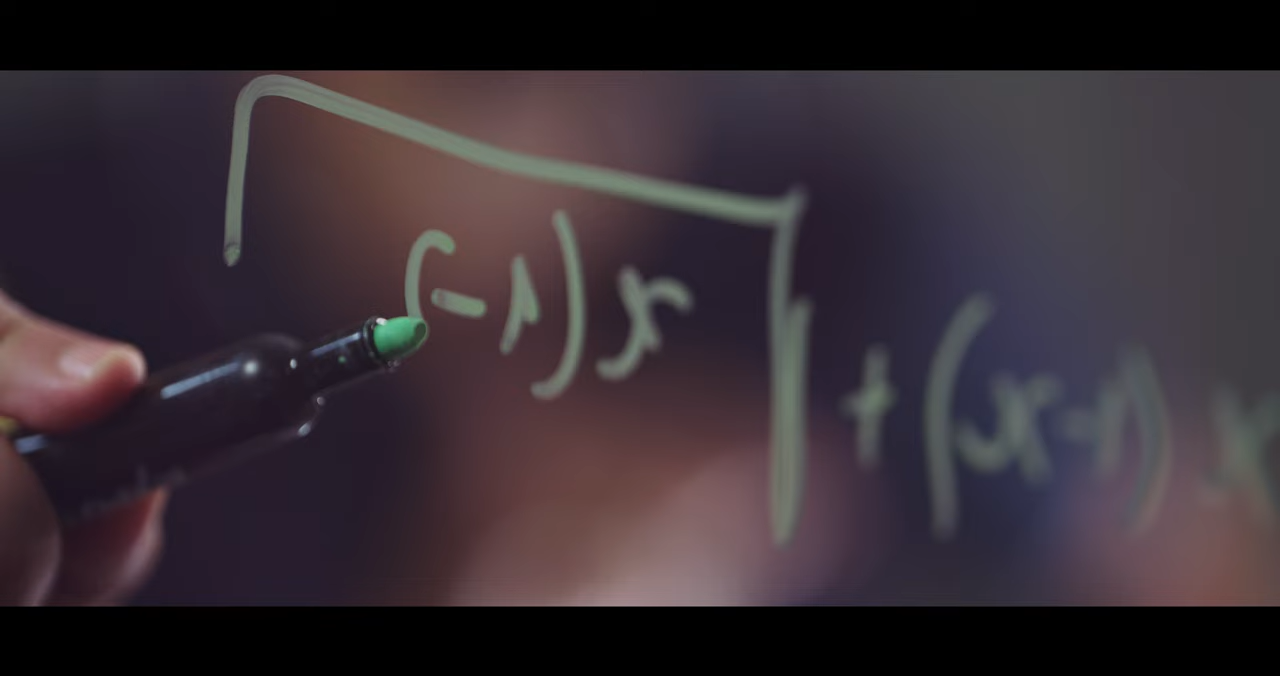 (-1)x + (x-1) x